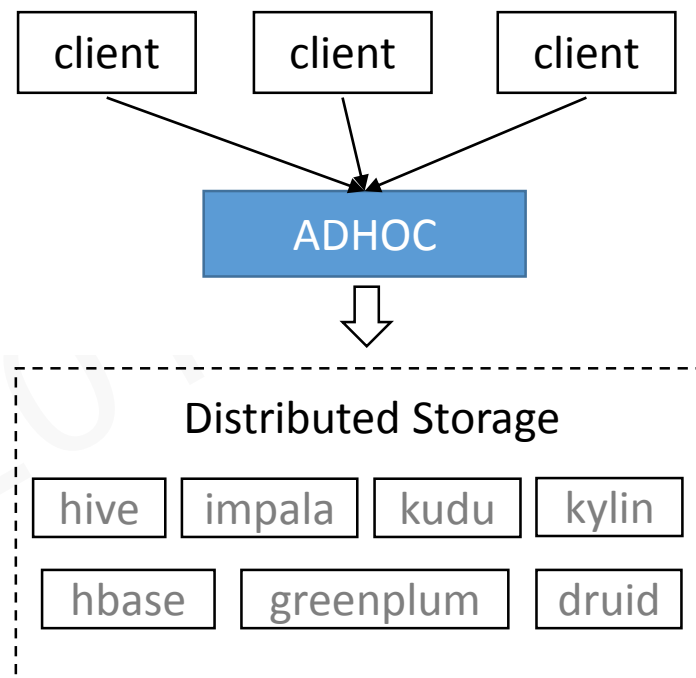 client client client
ADHOC
Distributed Storage
hive impala kudu kylin
hbase greenplum druid